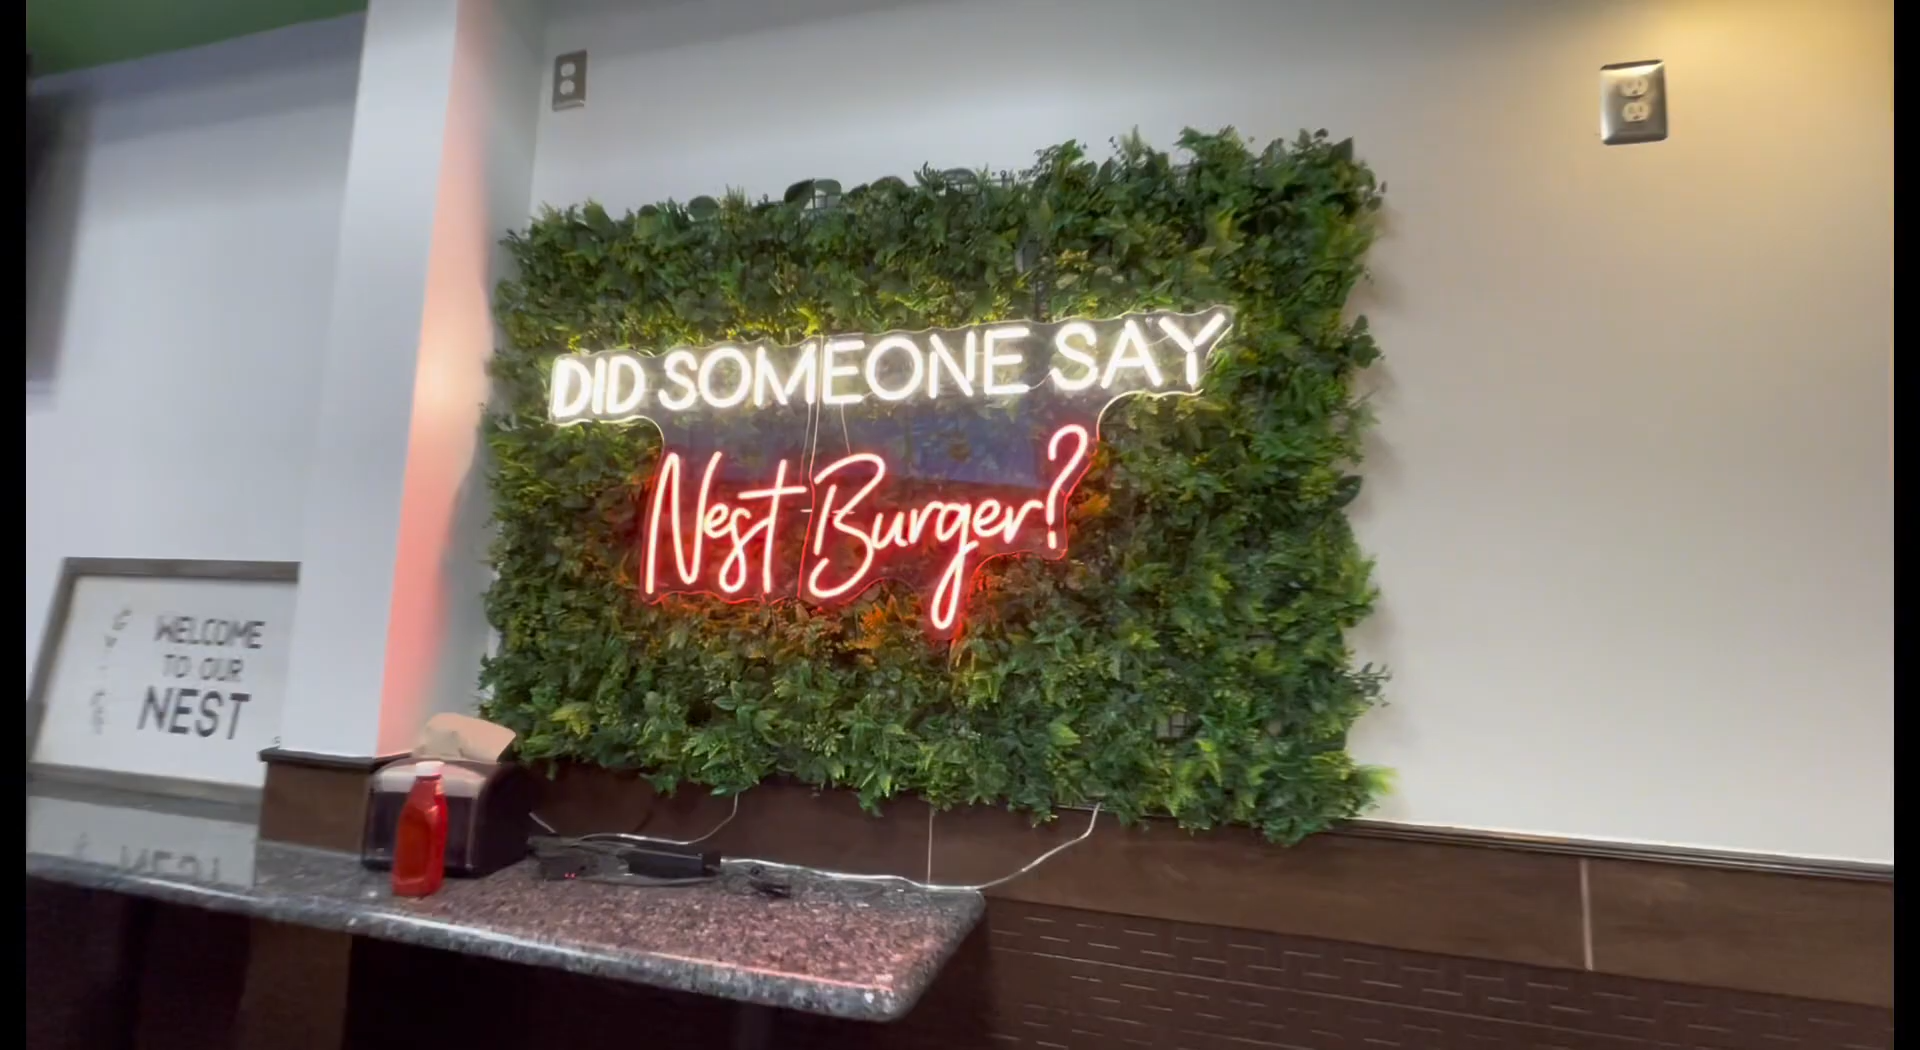 DID SOMEONE SAY
Nest Burger?
WELCOME
TO OUR
NEST